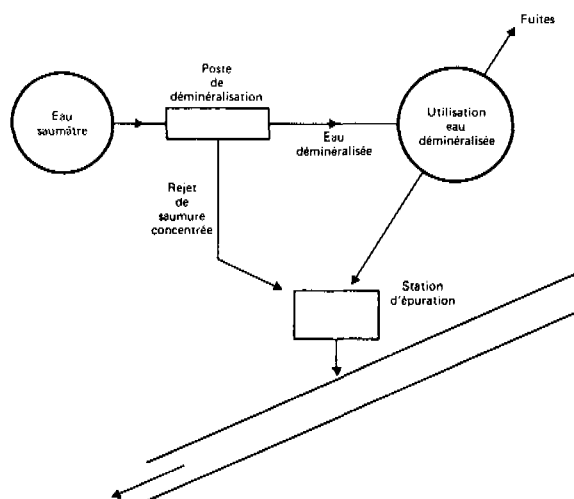 Fuites
Poste
de
déminéralisation
Eau
saumâtre
Utilisation
eau
déminéralisée
Eau
déminéralisée
Rejet
de
saumure
concentrée
Station
d'épuration